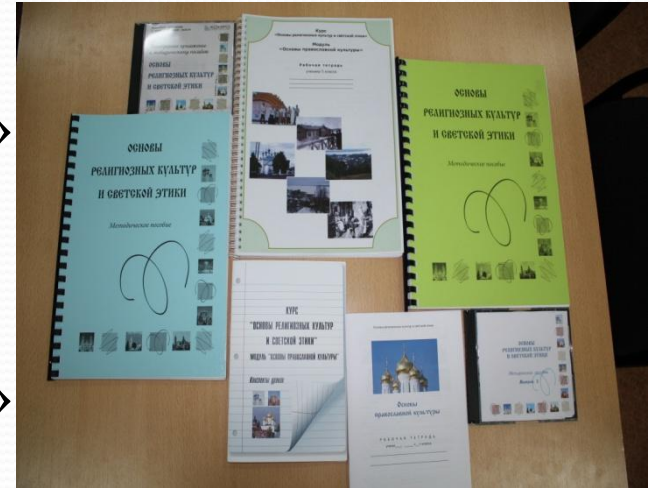 ОСНОВЫ
РЕЛИГИОЗНЫХ КУЛЬТУР
И СВЕТСКОЙ ЭТИКИ
Курс
«Основы религиозных культур и светской этики»
Модуль
«Основы православной культуры»
Рабочая тетрадь
ОСНОВЫ
РЕЛИГИОЗНЫХ КУЛЬТУР
И СВЕТСКОЙ ЭТИКИ
Методическое пособие
ОСНОВЫ
РЕЛИГИОЗНЫХ КУЛЬТУР
И СВЕТСКОЙ ЭТИКИ
Методическое пособие
КУРС
"ОСНОВЫ РЕЛИГИОЗНЫХ КУЛЬТУР
И СВЕТСКОЙ ЭТИКИ"
МОДУЛЬ "ОСНОВЫ ПРАВОСЛАВНОЙ КУЛЬТУРЫ"
Конспекты уроков
Основы
православной культуры
РАБОЧАЯ ТЕТРАДЬ
ОСНОВЫ
РЕЛИГИОЗНЫХ КУЛЬТУР
И СВЕТСКОЙ ЭТИКИ